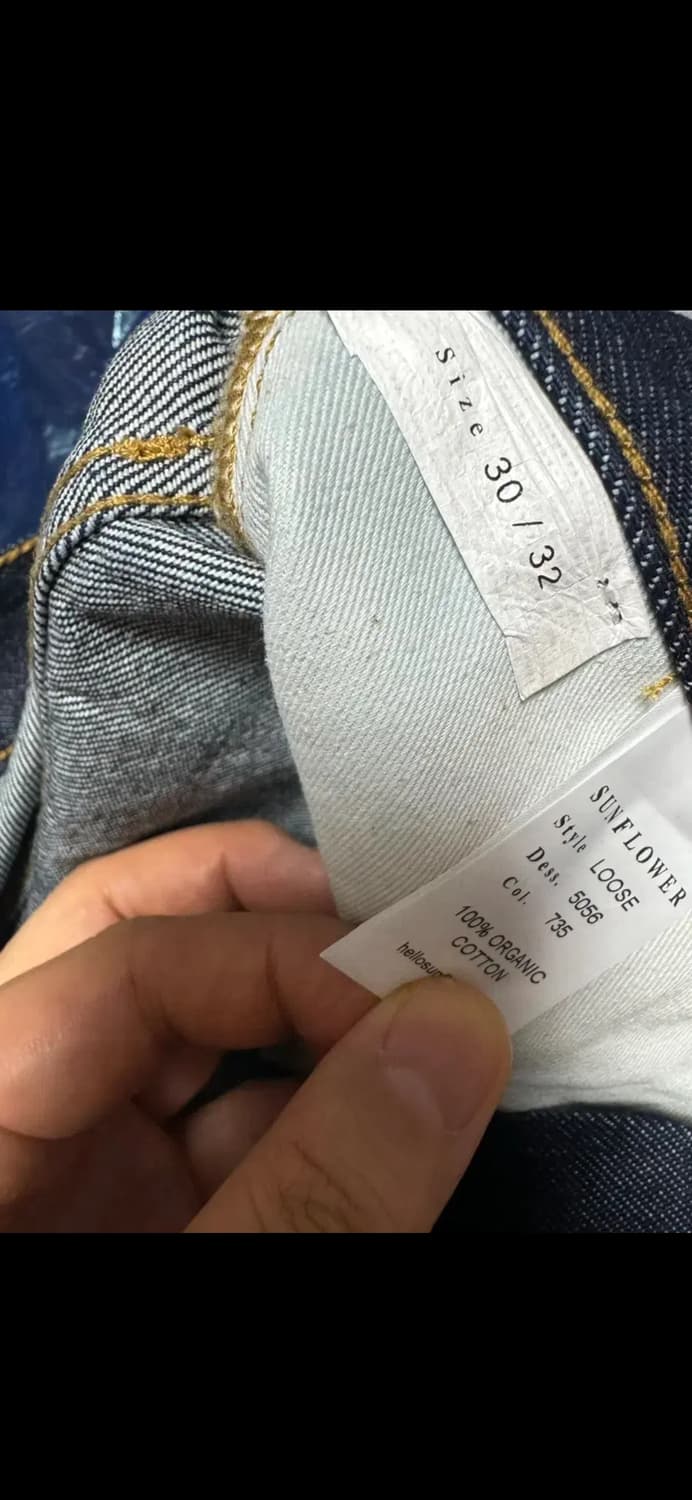 Size 30 / 32
SUNFLOWER
Style LOOSE
Dess. 5056
Col. 735
100% ORGANIC
COTTON